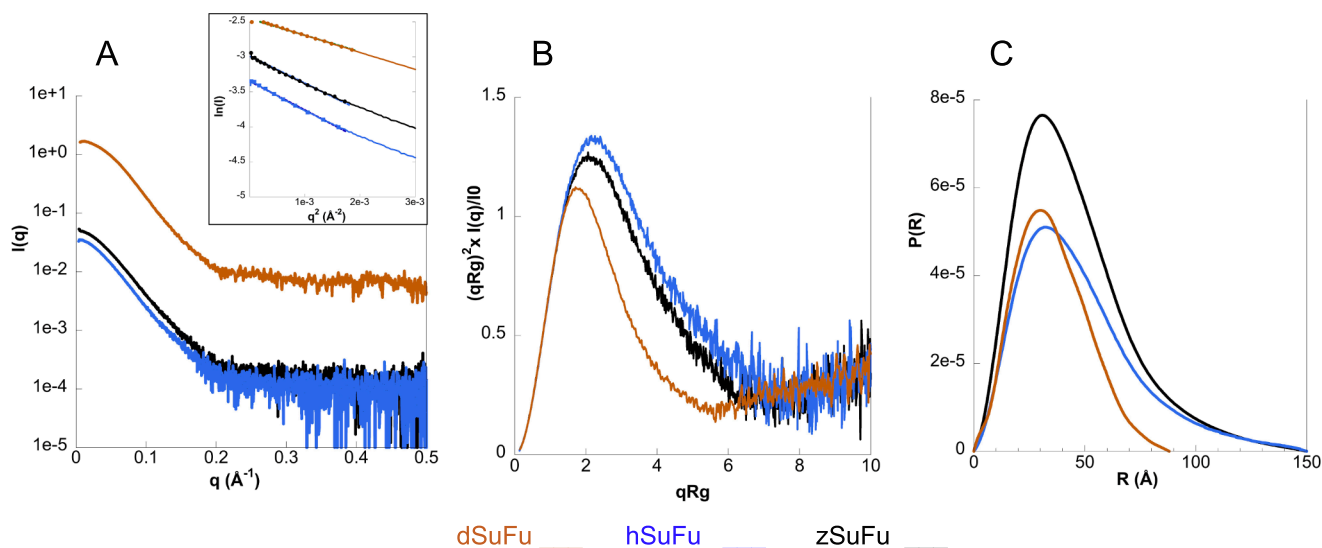 A
-2.5
-3
-3.5
-4
-4.5
-5
ln(I)
1e-3
2e-3
3e-3
q² (Å⁻²)
1e+1
1e+0
1e-1
1e-2
1e-3
1e-4
1e-5
I(q)
0
0.1
0.2
0.3
0.4
0.5
q (Å⁻¹)
B
1.5
1
0.5
0
(qRg)²x I(q)/I0
0
2
4
6
8
10
qRg
C
8e-5
6e-5
4e-5
2e-5
0
P(R)
0
50
100
150
R (Å)
dSuFu
hSuFu
zSuFu